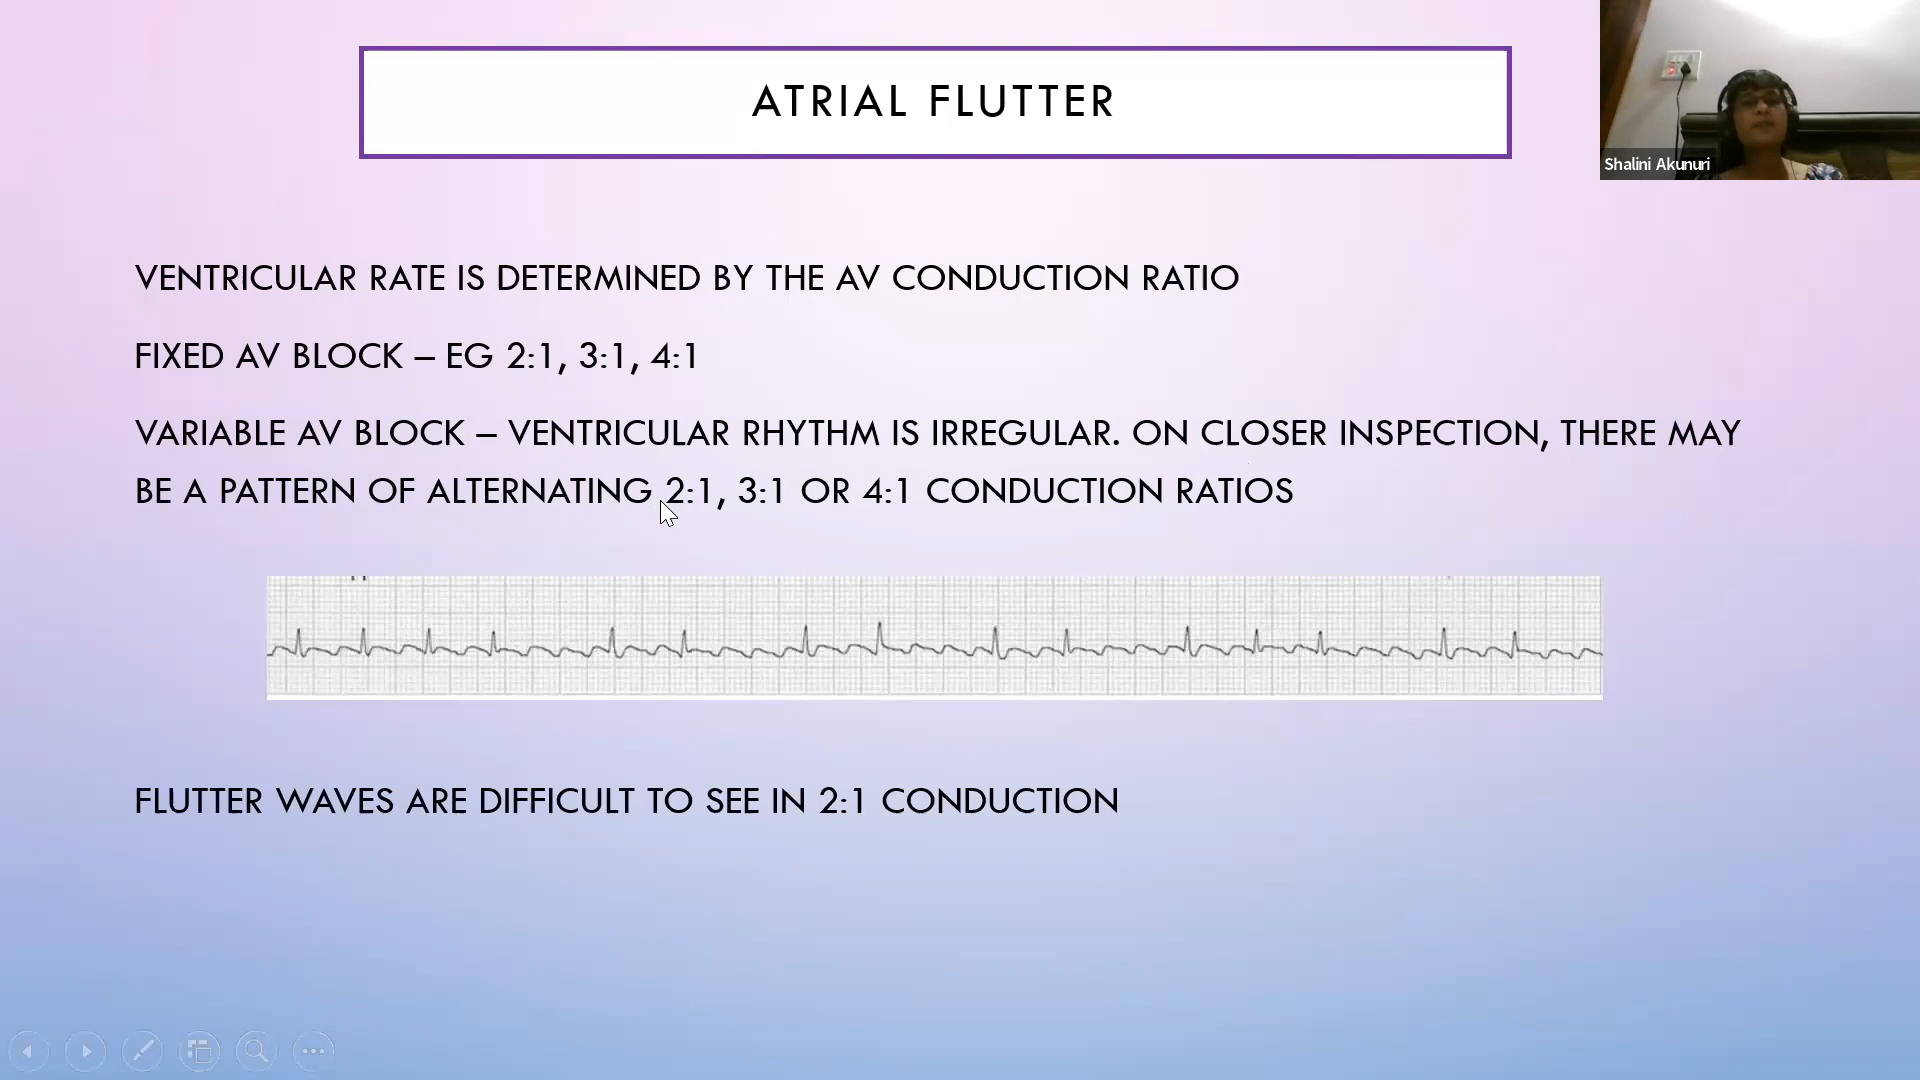 ATRIAL FLUTTER
Shalini Akunuri
VENTRICULAR RATE IS DETERMINED BY THE AV CONDUCTION RATIO
FIXED AV BLOCK – EG 2:1, 3:1, 4:1
VARIABLE AV BLOCK – VENTRICULAR RHYTHM IS IRREGULAR. ON CLOSER INSPECTION, THERE MAY
BE A PATTERN OF ALTERNATING 2:1, 3:1 OR 4:1 CONDUCTION RATIOS
FLUTTER WAVES ARE DIFFICULT TO SEE IN 2:1 CONDUCTION